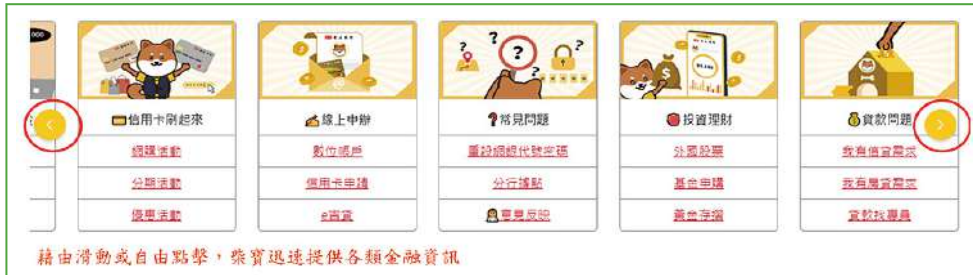 信用卡刷起來
網購活動
分期活動
優惠活動
線上申辦
數位帳戶
信用卡申請
e貸貸
常見問題
重設網銀代號密碼
分行據點
意見反映
投資理財
外國股票
基金申購
黃金存摺
貸款問題
我有信貸需求
我有房貸需求
貸款找專員
藉由滑動或自由點擊，柴寶迅速提供各類金融資訊